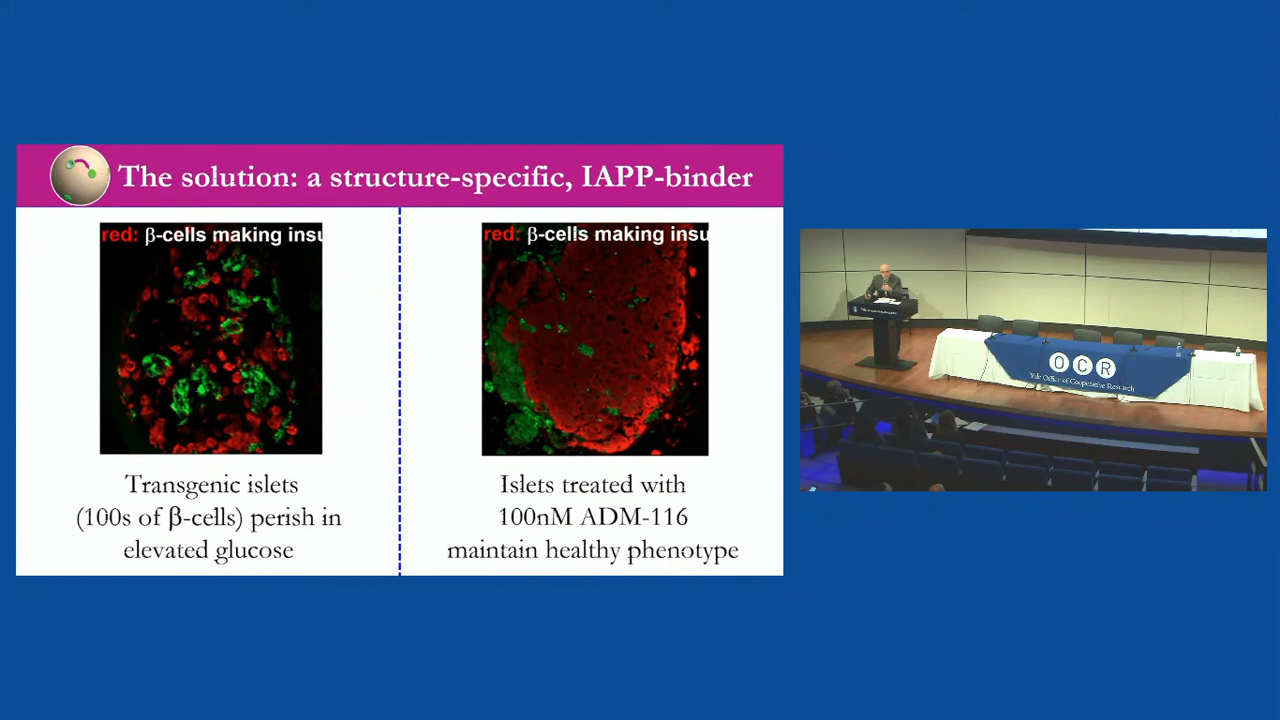 The solution: a structure-specific, IAPP-binder
red: β-cells making insu
red: β-cells making insu
Transgenic islets
(100s of β-cells) perish in
elevated glucose
Islets treated with
100nM ADM-116
maintain healthy phenotype
OCR
Yale Office of Cooperative Research